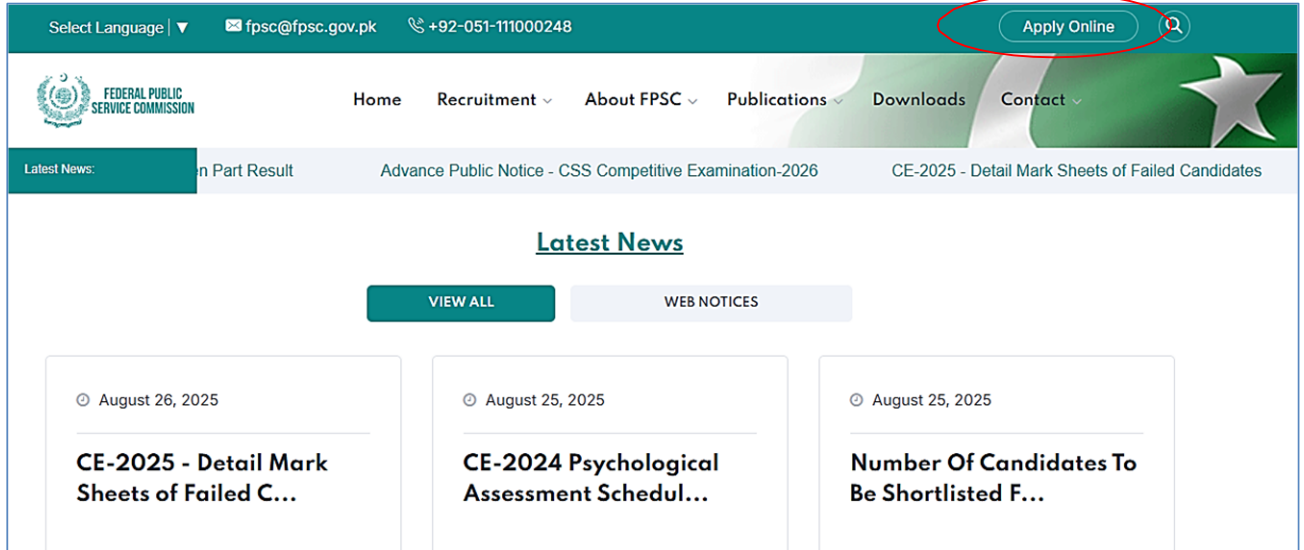 Select Language ▼ fpsc@fpsc.gov.pk +92-051-111000248 Apply Online
FEDERAL PUBLIC
SERVICE COMMISSION
Home Recruitment About FPSC Publications Downloads Contact
Latest News: n Part Result Advance Public Notice - CSS Competitive Examination-2026 CE-2025 - Detail Mark Sheets of Failed Candidates
Latest News
VIEW ALL WEB NOTICES
August 26, 2025
CE-2025 - Detail Mark
Sheets of Failed C...
August 25, 2025
CE-2024 Psychological
Assessment Schedul...
August 25, 2025
Number Of Candidates To
Be Shortlisted F...